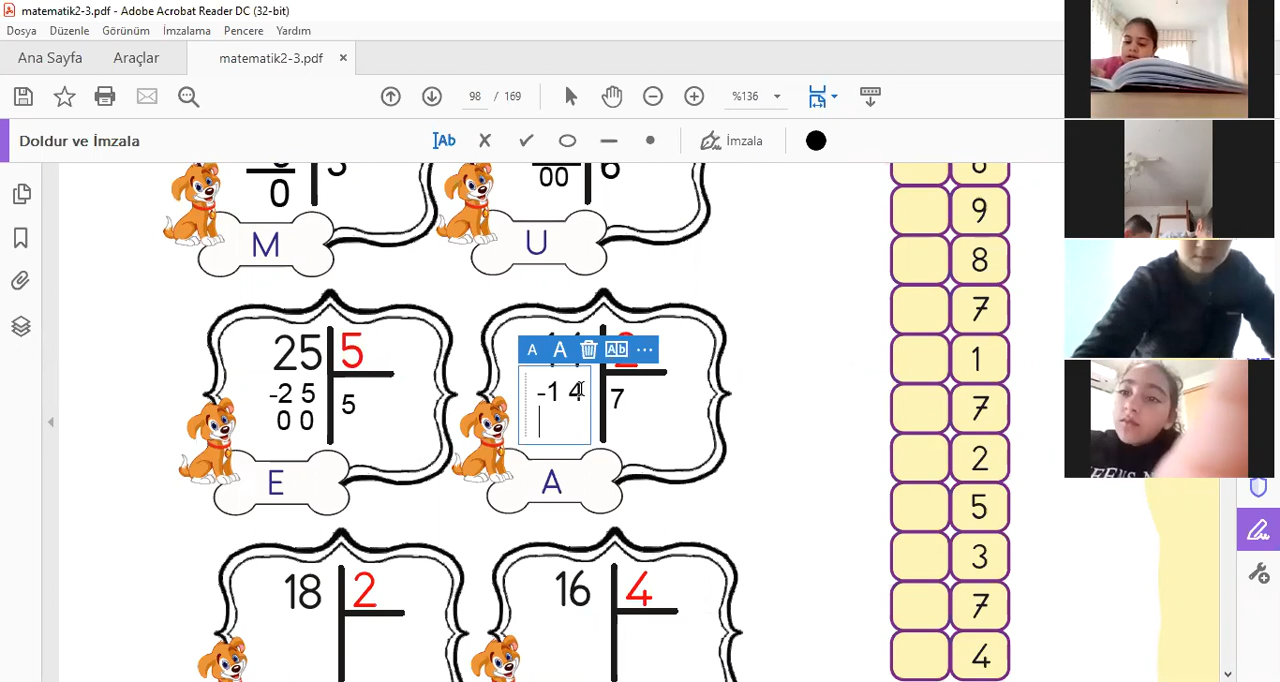 matematik2-3.pdf - Adobe Acrobat Reader DC (32-bit)
Dosya Düzenle Görünüm İmzalama Pencere Yardım
Ana Sayfa Araçlar matematik2-3.pdf ×
98 / 169 %136
Doldur ve İmzala
Ab İmzala
0
00 6
M U
25 5
-2 5 5
0 0
E
A A Ab ...
-1 4 7
A
18 2
16 4
9
8
7
1
7
2
5
3
7
4